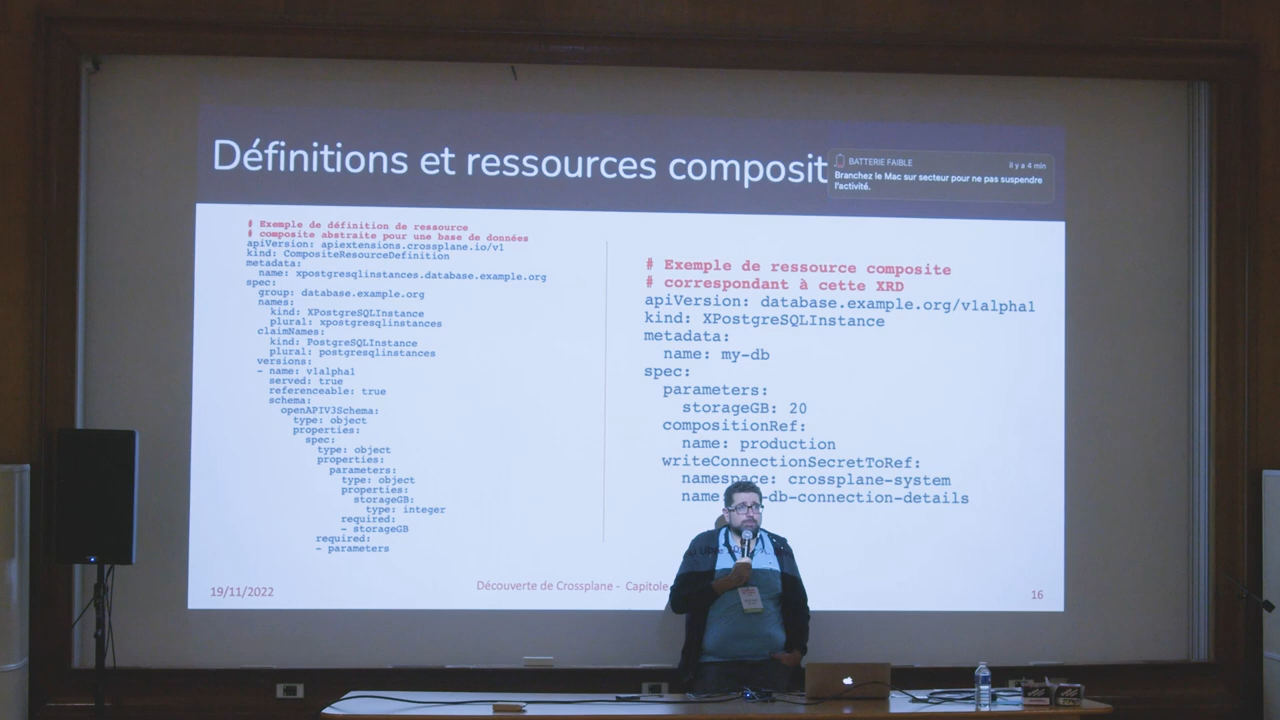 Définitions et ressources composit
BATTERIE FAIBLE
il y a 4 min
Branchez le Mac sur secteur pour ne pas suspendre
l'activité.
# Exemple de définition de ressource
# composite abstraite pour une base de données
apiVersion: apiextensions.crossplane.io/v1
kind: CompositeResourceDefinition
metadata:
name: xpostgresqlinstances.database.example.org
spec:
group: database.example.org
names:
kind: XPostgreSQLInstance
plural: xpostgresqlinstances
claimNames:
kind: PostgreSQLInstance
plural: postgresqlinstances
versions:
- name: v1alpha1
served: true
referenceable: true
schema:
openAPIV3Schema:
type: object
properties:
spec:
type: object
properties:
parameters:
type: object
properties:
storageGB:
type: integer
required:
- storageGB
required:
- parameters
# Exemple de ressource composite
# correspondant à cette XRD
apiVersion: database.example.org/v1alpha1
kind: XPostgreSQLInstance
metadata:
name: my-db
spec:
parameters:
storageGB: 20
compositionRef:
name: production
writeConnectionSecretToRef:
namespace: crossplane-system
name -db-connection-details
19/11/2022
Découverte de Crossplane - Capitole
16